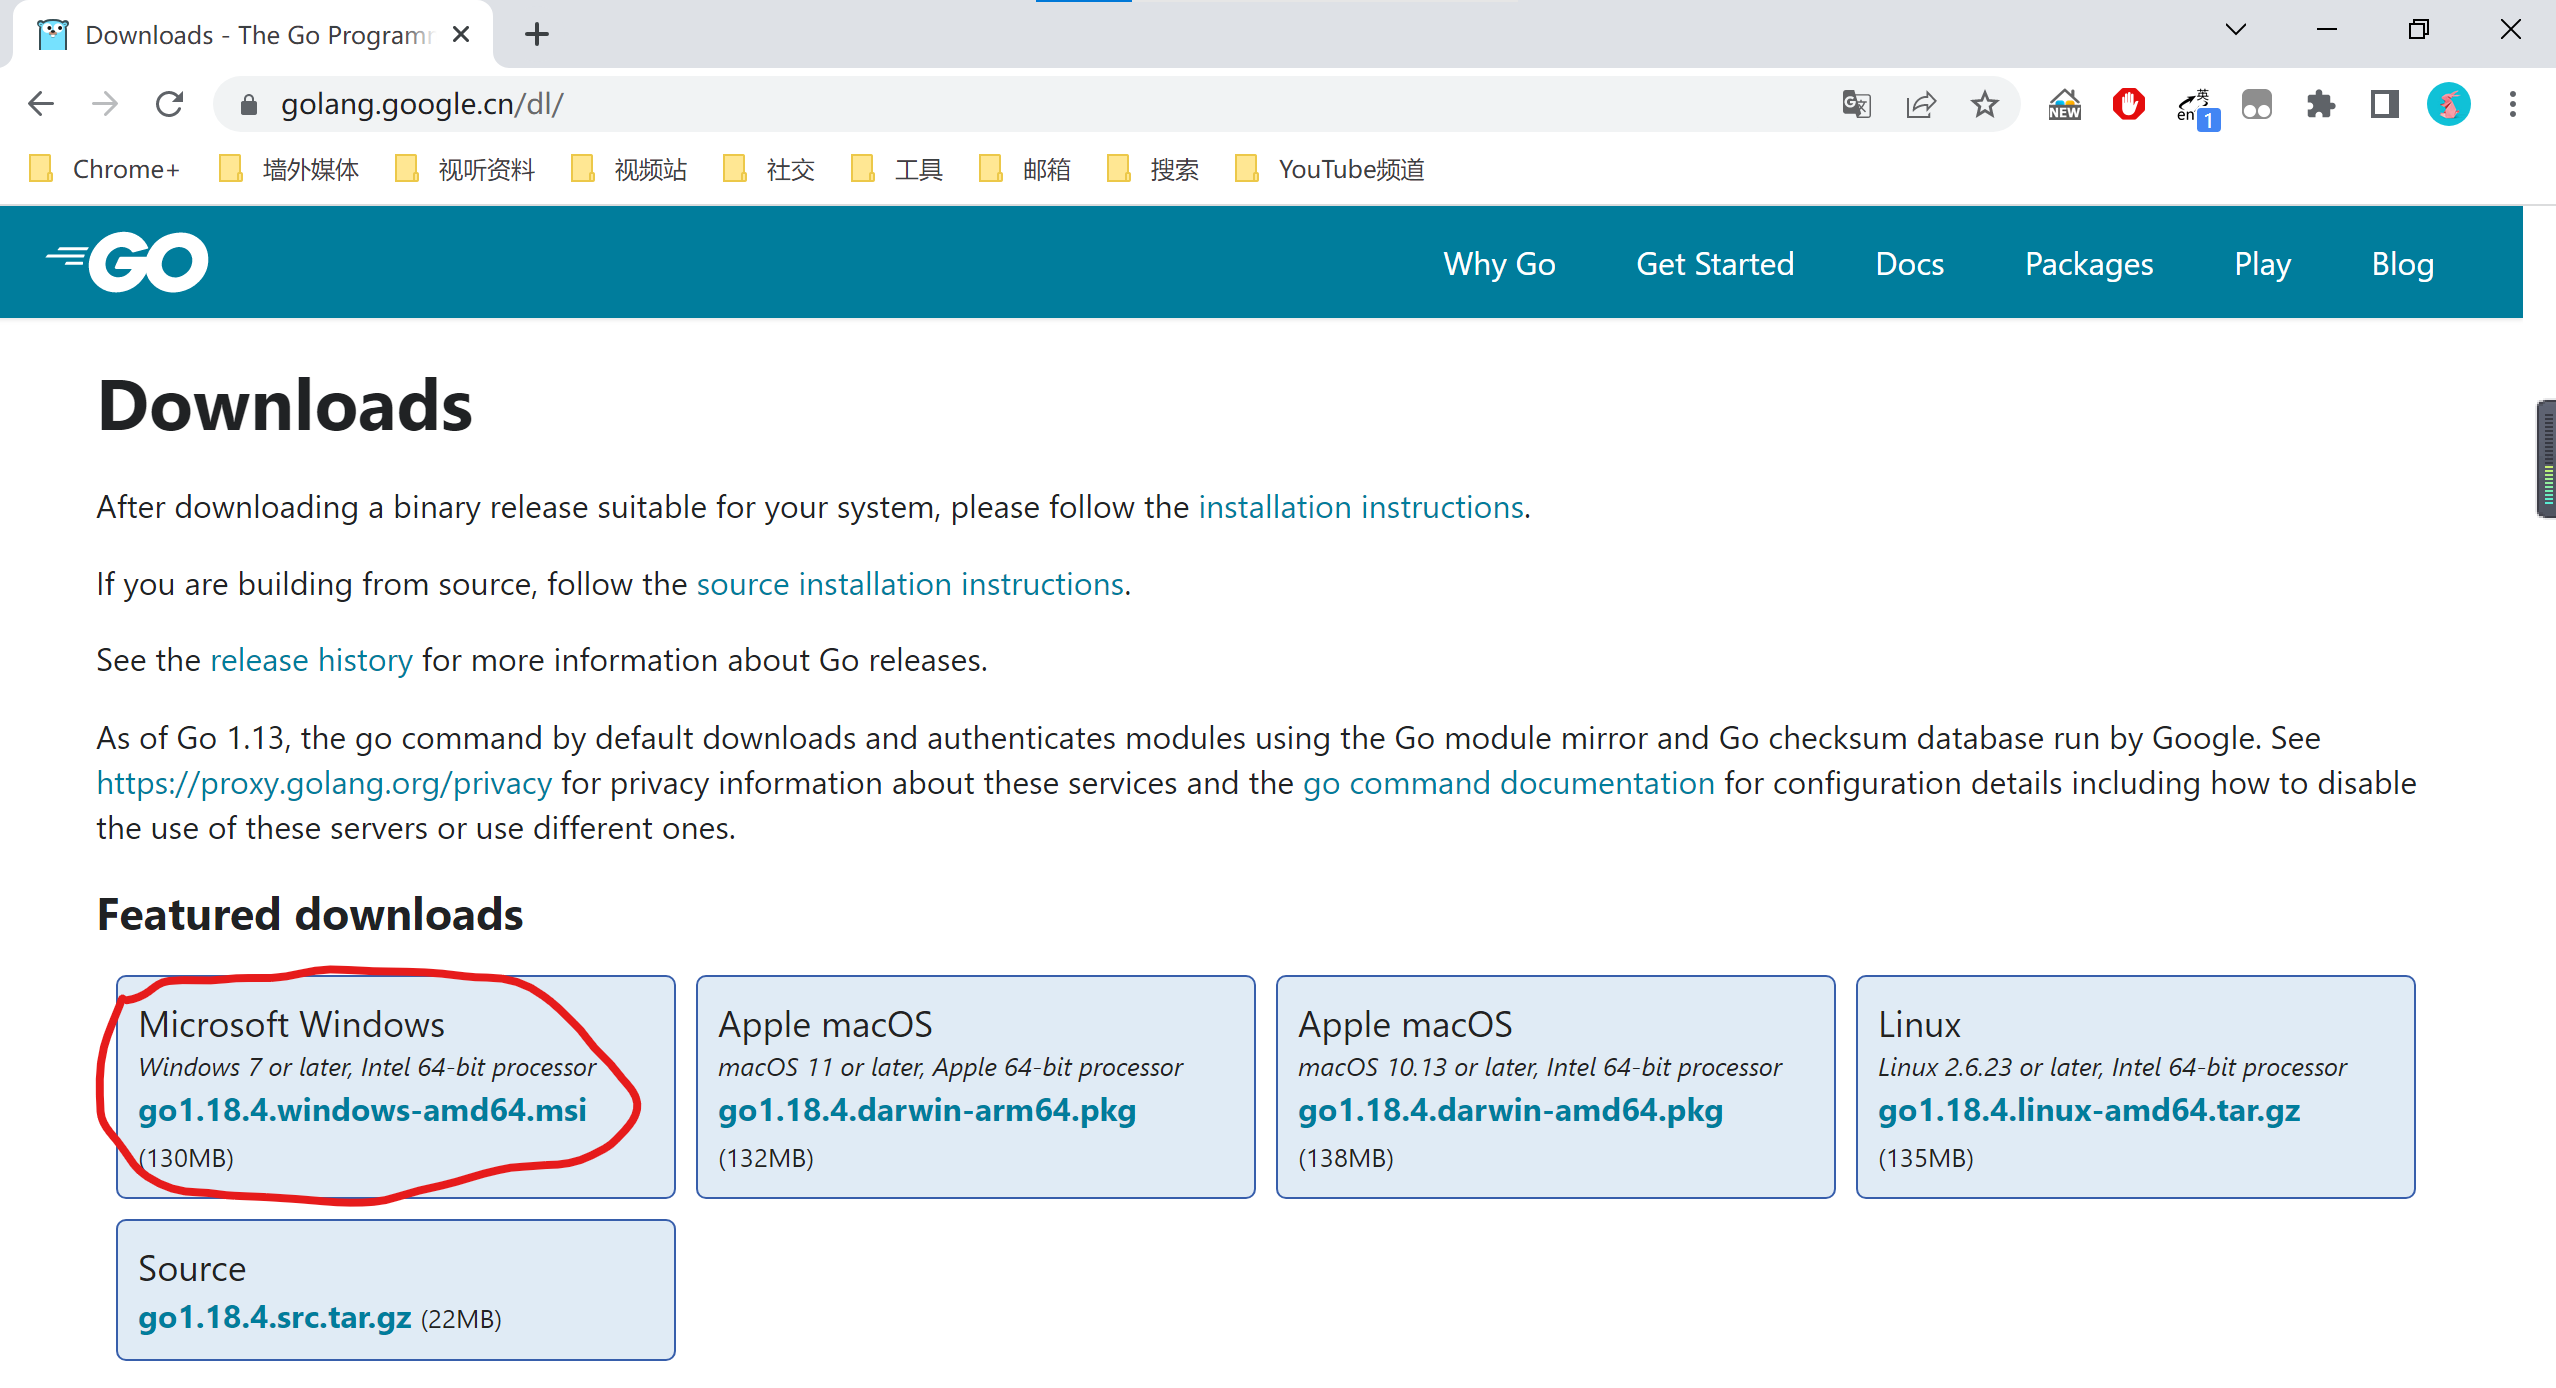 Downloads - The Go Program
golang.google.cn/dl/
NEW
英
en
1
Chrome+ 墙外媒体 视听资料 视频站 社交 工具 邮箱 搜索 YouTube频道
GO Why Go Get Started Docs Packages Play Blog
Downloads
After downloading a binary release suitable for your system, please follow the installation instructions.
If you are building from source, follow the source installation instructions.
See the release history for more information about Go releases.
As of Go 1.13, the go command by default downloads and authenticates modules using the Go module mirror and Go checksum database run by Google. See
https://proxy.golang.org/privacy for privacy information about these services and the go command documentation for configuration details including how to disable
the use of these servers or use different ones.
Featured downloads
Microsoft Windows
Windows 7 or later, Intel 64-bit processor
go1.18.4.windows-amd64.msi
(130MB)
Apple macOS
macOS 11 or later, Apple 64-bit processor
go1.18.4.darwin-arm64.pkg
(132MB)
Apple macOS
macOS 10.13 or later, Intel 64-bit processor
go1.18.4.darwin-amd64.pkg
(138MB)
Linux
Linux 2.6.23 or later, Intel 64-bit processor
go1.18.4.linux-amd64.tar.gz
(135MB)
Source
go1.18.4.src.tar.gz (22MB)